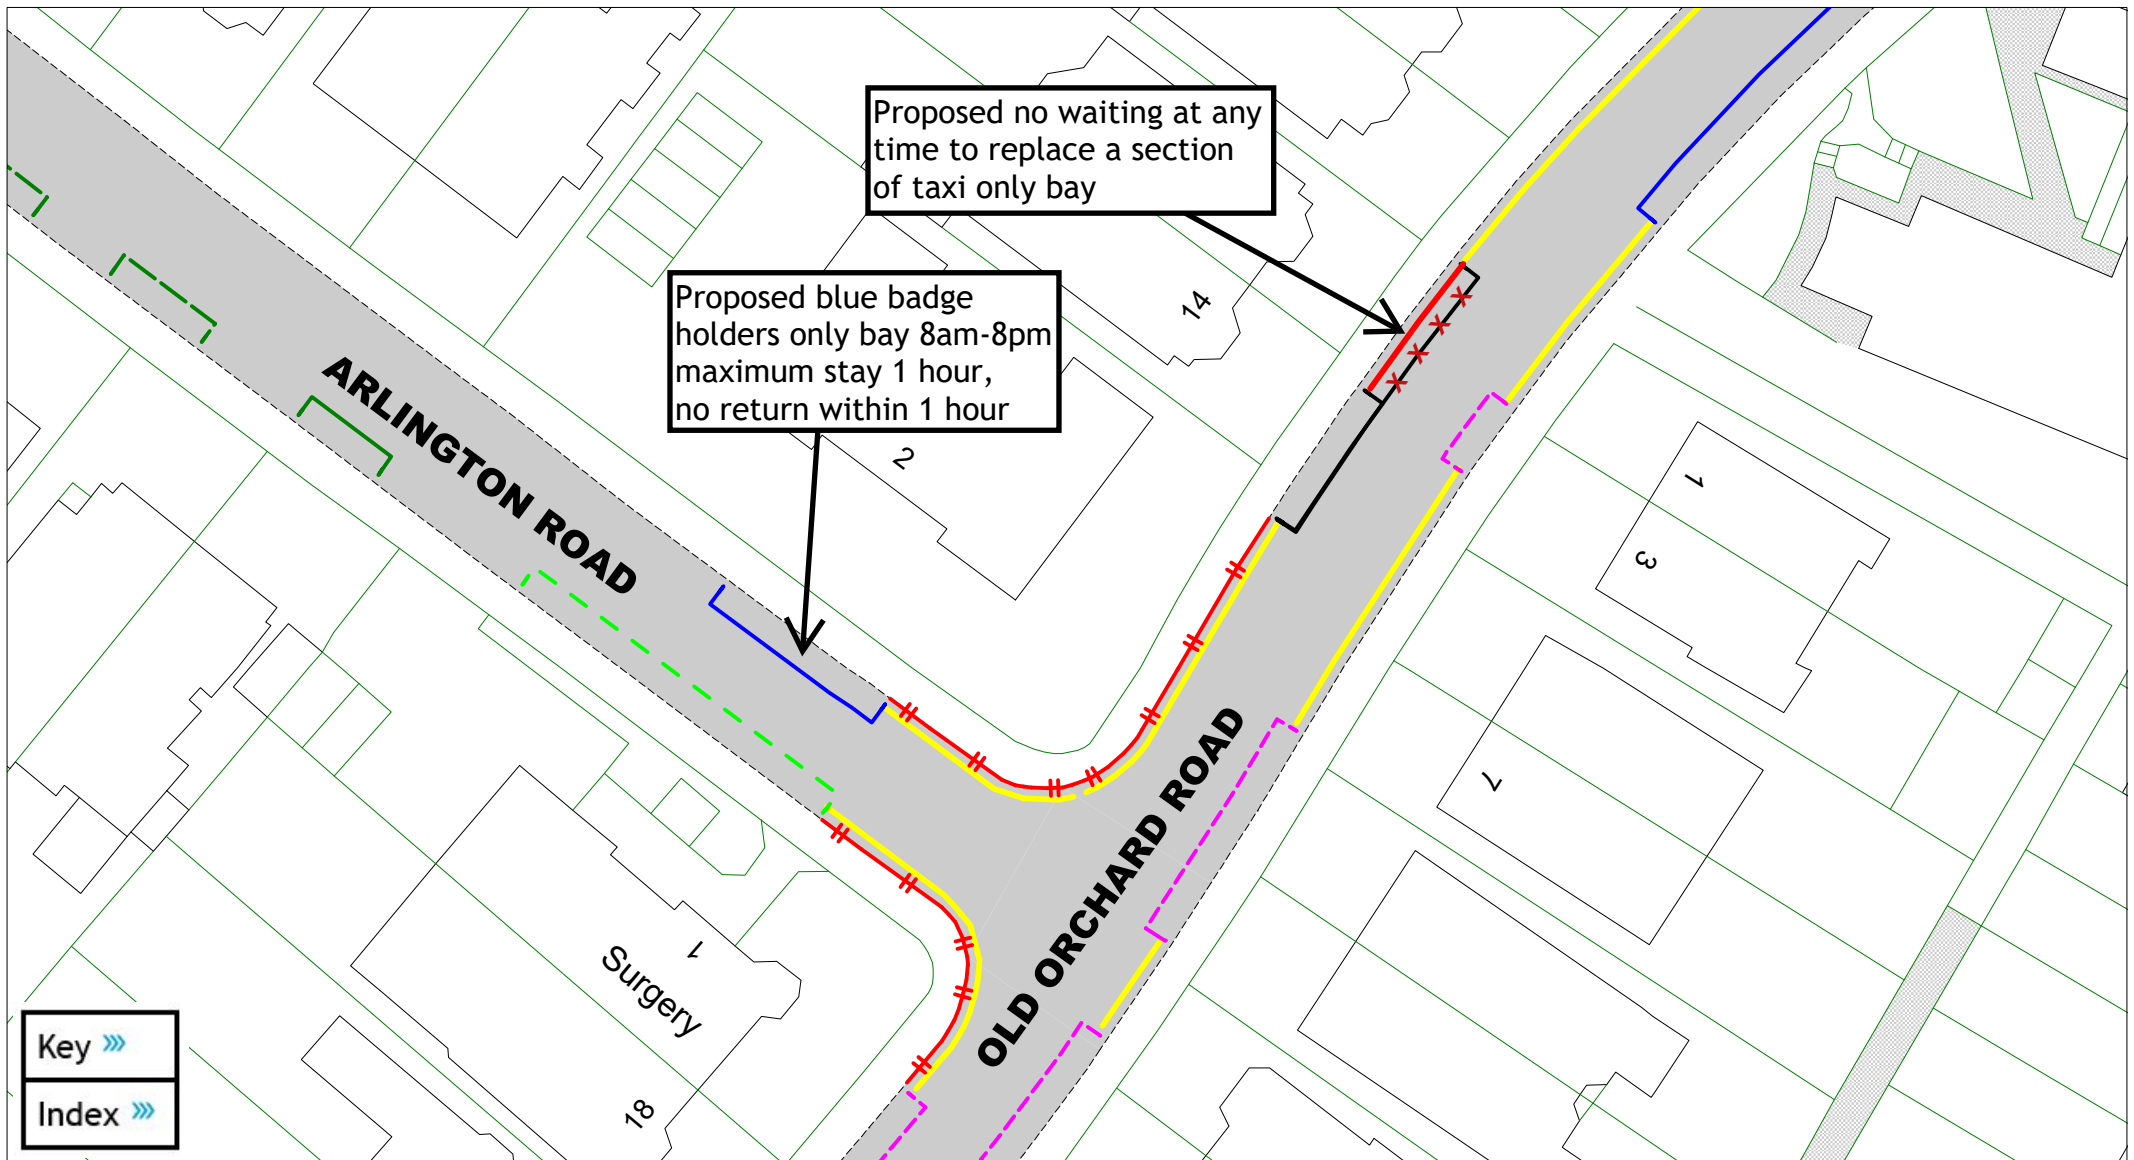 Proposed no waiting at any
time to replace a section
of taxi only bay
Proposed blue badge
holders only bay 8am-8pm
maximum stay 1 hour,
no return within 1 hour
14
2
ARLINGTON ROAD
1
3
7
OLD ORCHARD ROAD
1
Surgery
18
Key »»
Index »»